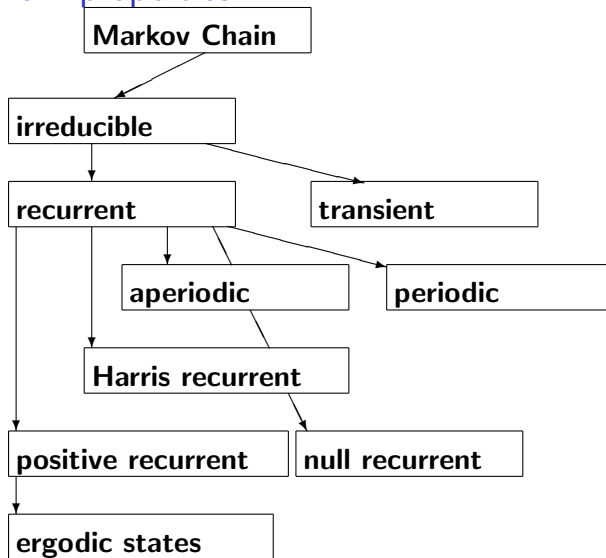 Markov Chain
irreducible
recurrent
transient
aperiodic
periodic
Harris recurrent
positive recurrent
null recurrent
ergodic states